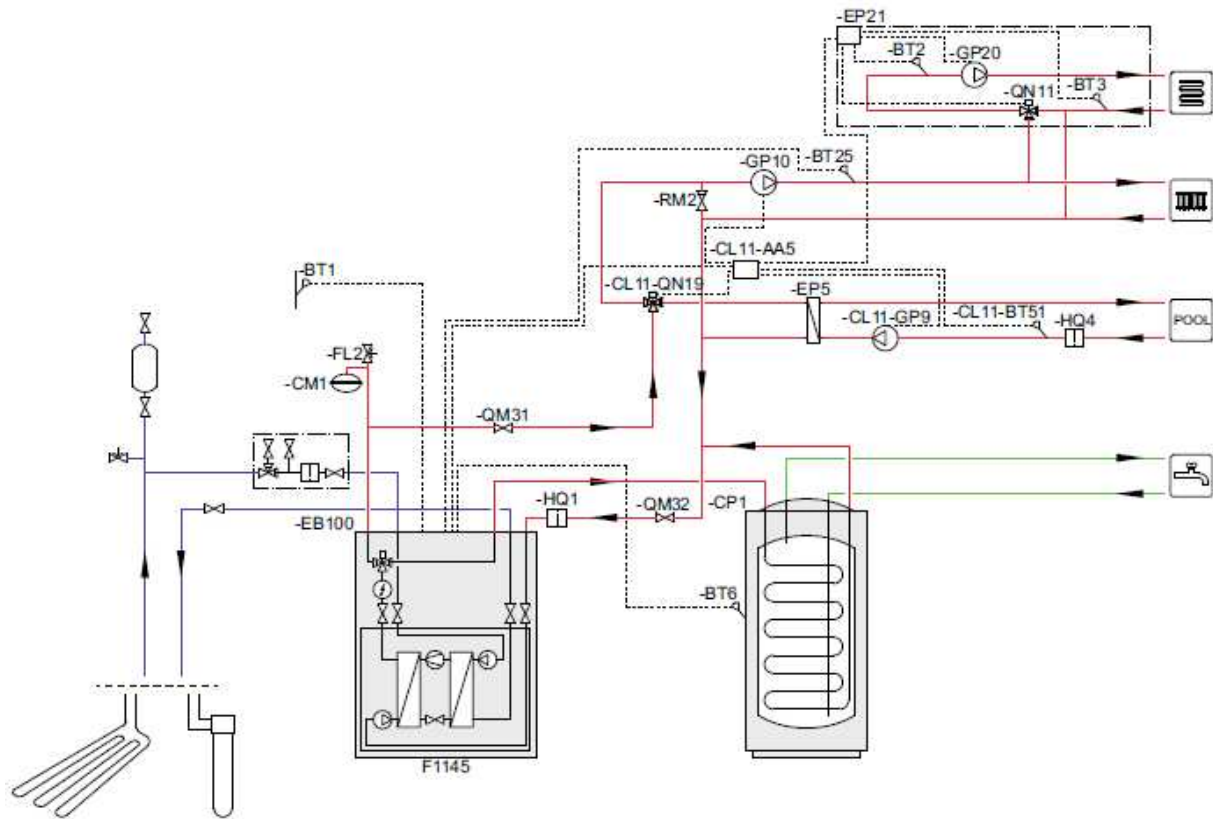 -EP21
-BT2
-GP20
-QN11
-BT3
-GP10
-BT25
-RM2
-CL11-AA5
-BT1
-CL11-QN19
-EP5
-CL11-GP9
-CL11-BT51
-HQ4
POOL
-FL2
-CM1
-QM31
-HQ1
-QM32
-CP1
-EB100
-BT6
F1145